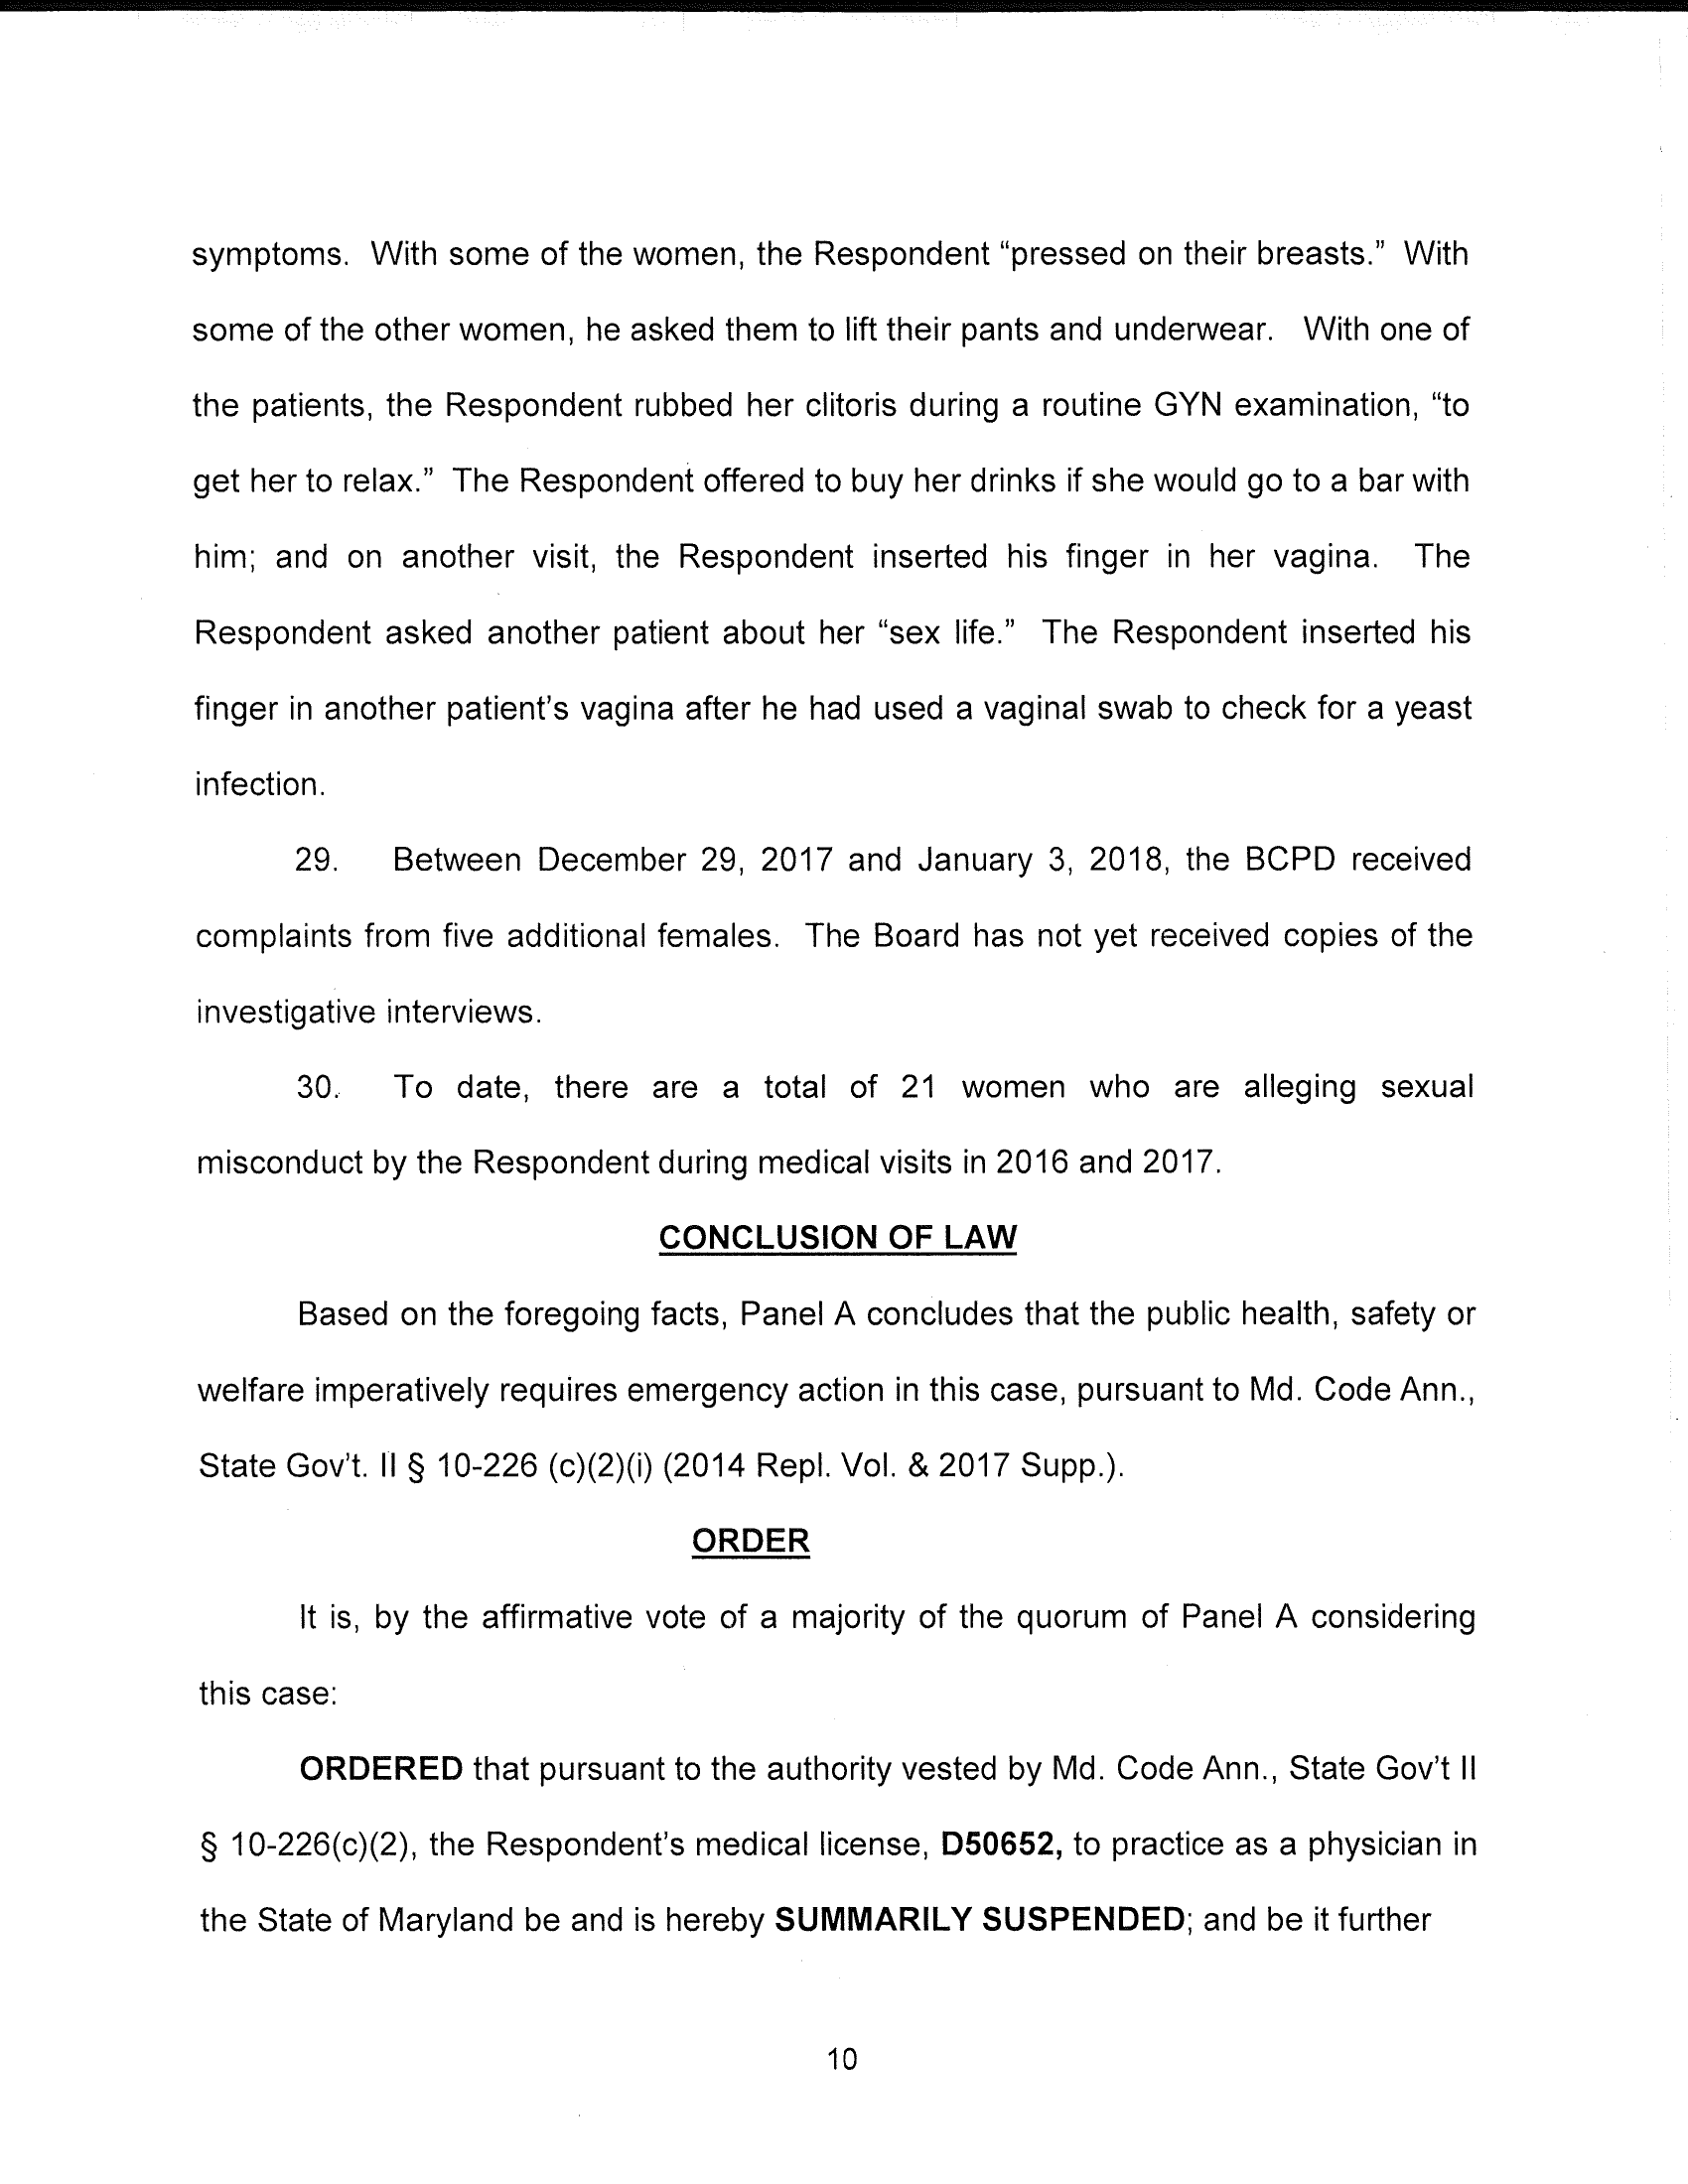 symptoms. With some of the women, the Respondent “pressed on their breasts.” With
some of the other women, he asked them to lift their pants and underwear. With one of
the patients, the Respondent rubbed her clitoris during a routine GYN examination, “to
get her to relax.” The Respondent offered to buy her drinks if she would go to a bar with
him; and on another visit, the Respondent inserted his finger in her vagina. The
Respondent asked another patient about her “sex life.” The Respondent inserted his
finger in another patient’s vagina after he had used a vaginal swab to check for a yeast
infection.
29. Between December 29, 2017 and January 3, 2018, the BCPD received
complaints from five additional females. The Board has not yet received copies of the
investigative interviews.
30. To date, there are a total of 21 women who are alleging sexual
misconduct by the Respondent during medical visits in 2016 and 2017.
CONCLUSION OF LAW
Based on the foregoing facts, Panel A concludes that the public health, safety or
welfare imperatively requires emergency action in this case, pursuant to Md. Code Ann.,
State Gov’t. II § 10-226 (c)(2)(i) (2014 Repl. Vol. & 2017 Supp.).
ORDER
It is, by the affirmative vote of a majority of the quorum of Panel A considering
this case:
ORDERED that pursuant to the authority vested by Md. Code Ann., State Gov’t II
§ 10-226(c)(2), the Respondent’s medical license, D50652, to practice as a physician in
the State of Maryland be and is hereby SUMMARILY SUSPENDED; and be it further
10